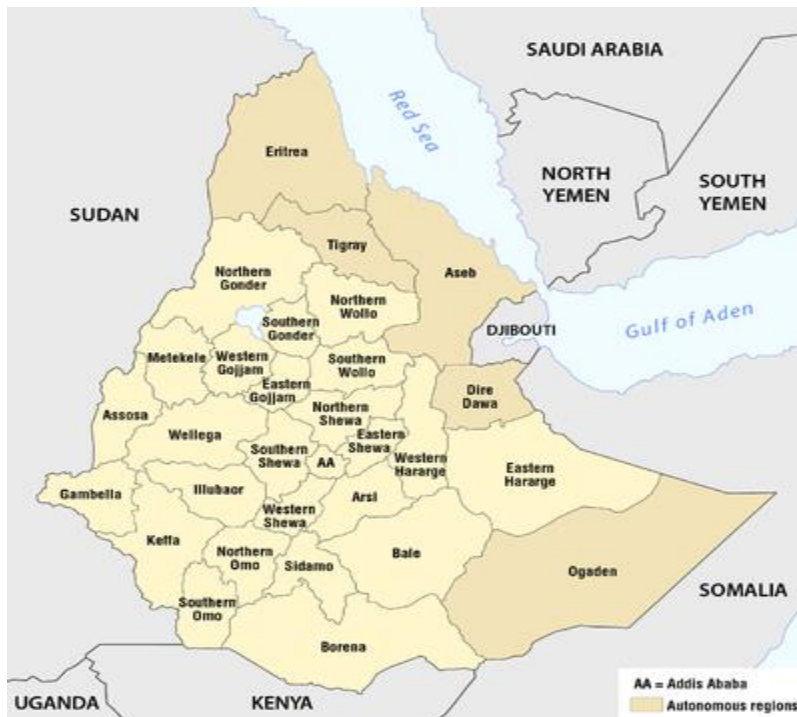 SAUDI ARABIA
Red Sea
NORTH
YEMEN
SOUTH
YEMEN
SUDAN
Eritrea
Tigray
Aseb
Northern
Gonder
Northern
Wollo
Southern
Gonder
DJIBOUTI
Gulf of Aden
Metekele
Western
Gojjam
Southern
Wollo
Eastern
Gojjam
Dire
Dawa
Assosa
Northern
Shewa
Wellega
Eastern
Shewa
Southern
Shewa
AA
Western
Hararge
Eastern
Hararge
Gambella
Illubaor
Arsi
Western
Shewa
Keffa
Northern
Omo
Sidamo
Bale
Ogaden
SOMALIA
Southern
Omo
Borena
UGANDA
KENYA
AA = Addis Ababa
Autonomous regions